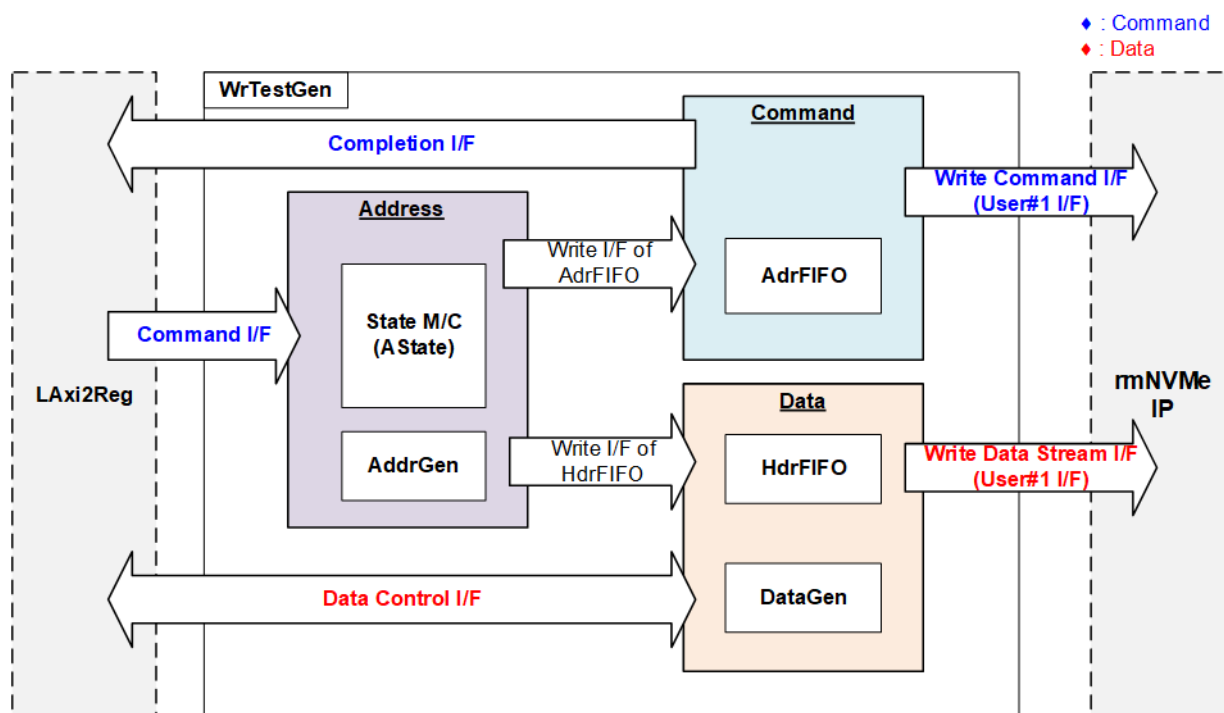 ♦ : Command
♦ : Data
WrTestGen
Command
Completion I/F
Write Command I/F
(User#1 I/F)
Address
Write I/F of
AdrFIFO
AdrFIFO
State M/C
(AState)
Command I/F
LAxi2Reg
rmNVMe
IP
Data
AddrGen
Write I/F of
HdrFIFO
HdrFIFO
Write Data Stream I/F
(User#1 I/F)
Data Control I/F
DataGen